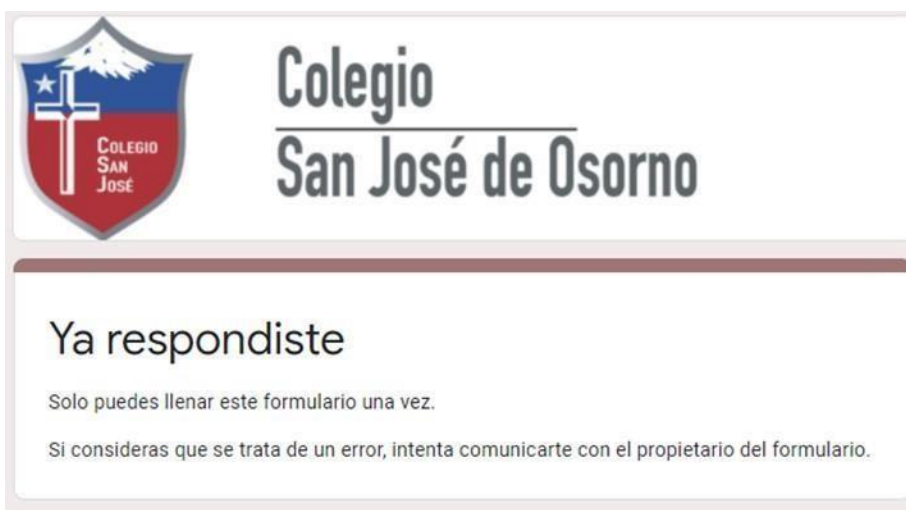 COLEGIO
SAN
JOSÉ
Colegio
San José de Osorno
Ya respondiste
Solo puedes llenar este formulario una vez.
Si consideras que se trata de un error, intenta comunicarte con el propietario del formulario.